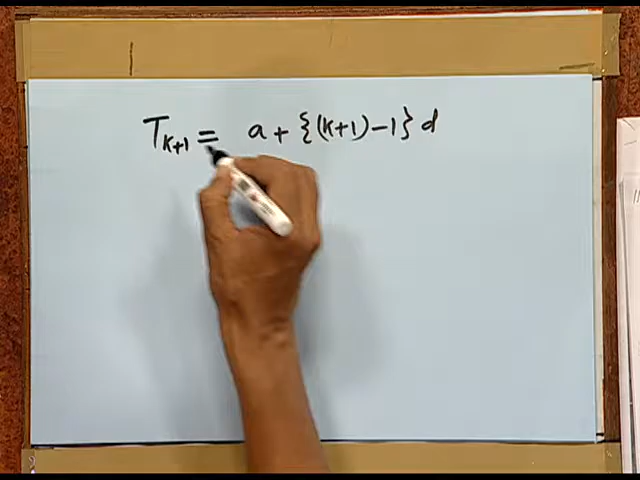 T_{K+1} = a + {(K+1) - 1} d